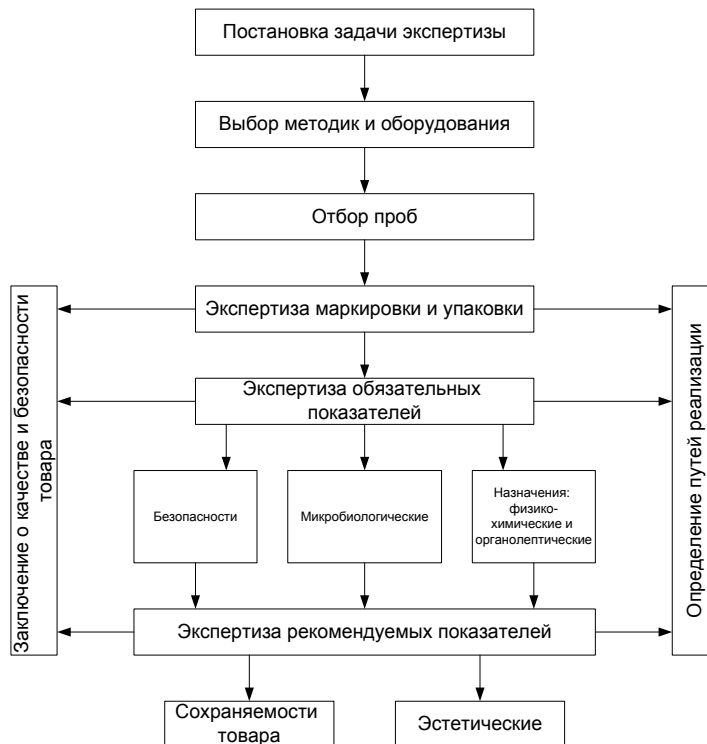 Постановка задачи экспертизы
Выбор методик и оборудования
Отбор проб
Экспертиза маркировки и упаковки
Заключение о качестве и безопасности
товара
Определение путей реализации
Экспертиза обязательных
показателей
Безопасности
Микробиологические
Назначения:
физико-
химические и
органолептические
Экспертиза рекомендуемых показателей
Сохраняемости
товара
Эстетические